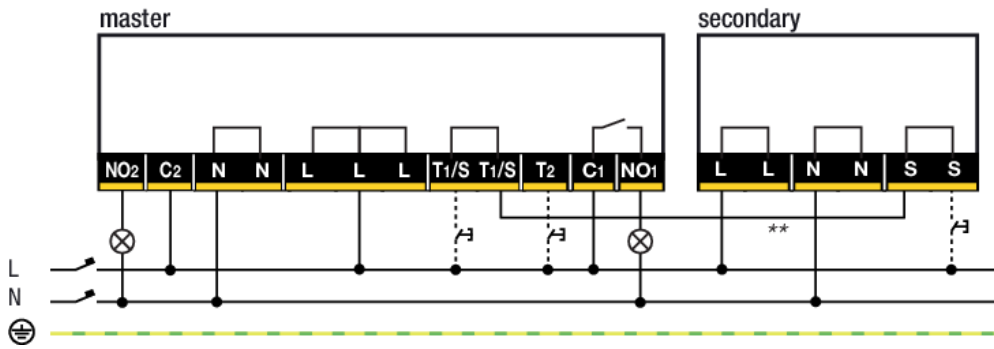 master
secondary
NO2 C2 N N L L L T1/S T1/S T2 C1 NO1
L L N N S S
**
L
N